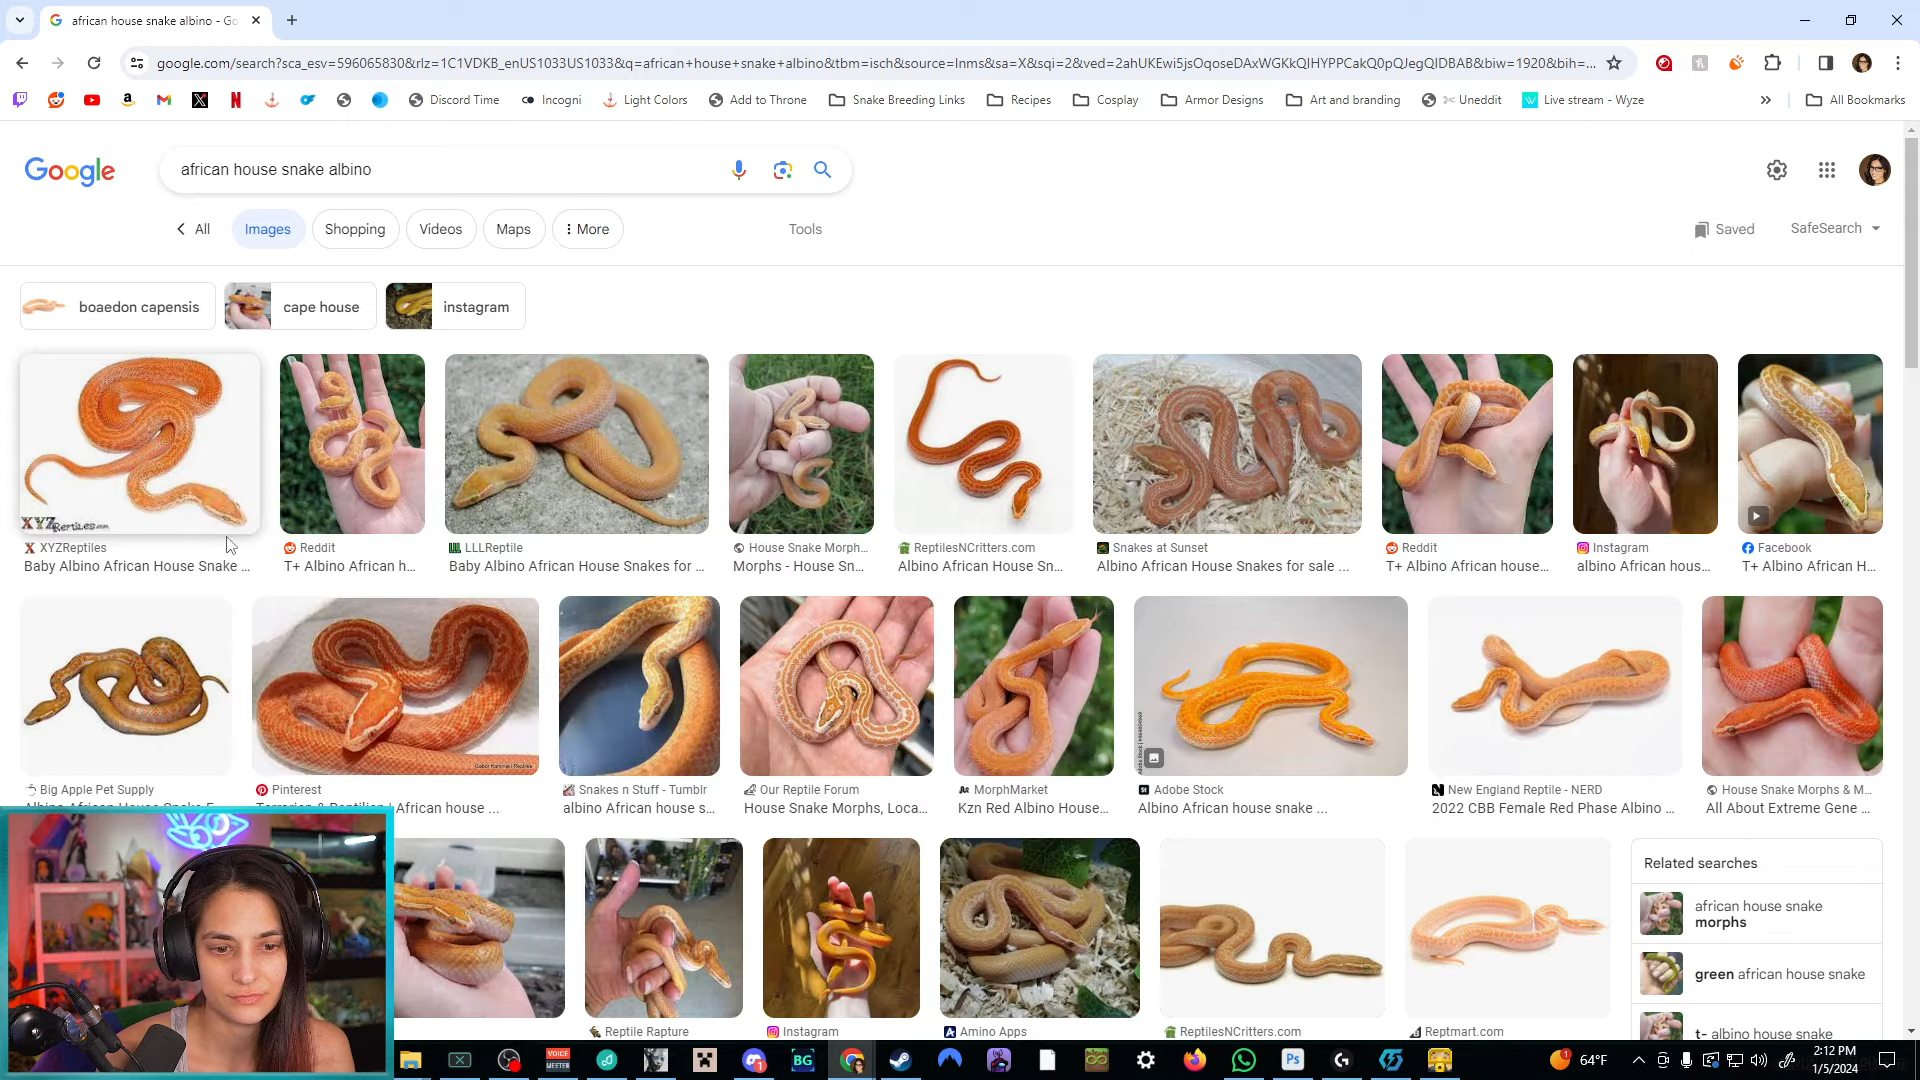 african house snake albino - Go
google.com/search?sca_esv=596065830&rlz=1C1VDKB_enUS1033US1033&q=african+house+snake+albino&tbm=isch&source=lnms&sa=X&sqi=2&ved=2ahUKEwi5jsOqoseDAxWGKkQIHYPPCakQ0pQJegQIDBAB&biw=1920&bih=...
Discord Time Incogni Light Colors Add to Throne Snake Breeding Links Recipes Cosplay Armor Designs Art and branding Uneddit Live stream - Wyze All Bookmarks
Google african house snake albino
All Images Shopping Videos Maps More Tools Saved SafeSearch
boaedon capensis cape house instagram
XYZReptiles.com
XYZReptiles Reddit LLLReptile House Snake Morph... ReptilesNCritters.com Snakes at Sunset Reddit Instagram Facebook
Baby Albino African House Snake ... T+ Albino African h... Baby Albino African House Snakes for ... Morphs - House Sn... Albino African House Sn... Albino African House Snakes for sale ... T+ Albino African house... albino African hous... T+ Albino African H...
Gabor Kaminski Reptiles
Big Apple Pet Supply Pinterest Snakes n Stuff - Tumblr Our Reptile Forum MorphMarket Adobe Stock New England Reptile - NERD House Snake Morphs & M...
African house ... albino African house s... House Snake Morphs, Loca... Kzn Red Albino House... Albino African house snake ... 2022 CBB Female Red Phase Albino ... All About Extreme Gene ...
Related searches
african house snake
morphs
green african house snake
t- albino house snake
Reptile Rapture Instagram Amino Apps ReptilesNCritters.com Reptmart.com
VOICE
MEETER
BG
Ps
64°F
2:12 PM
1/5/2024